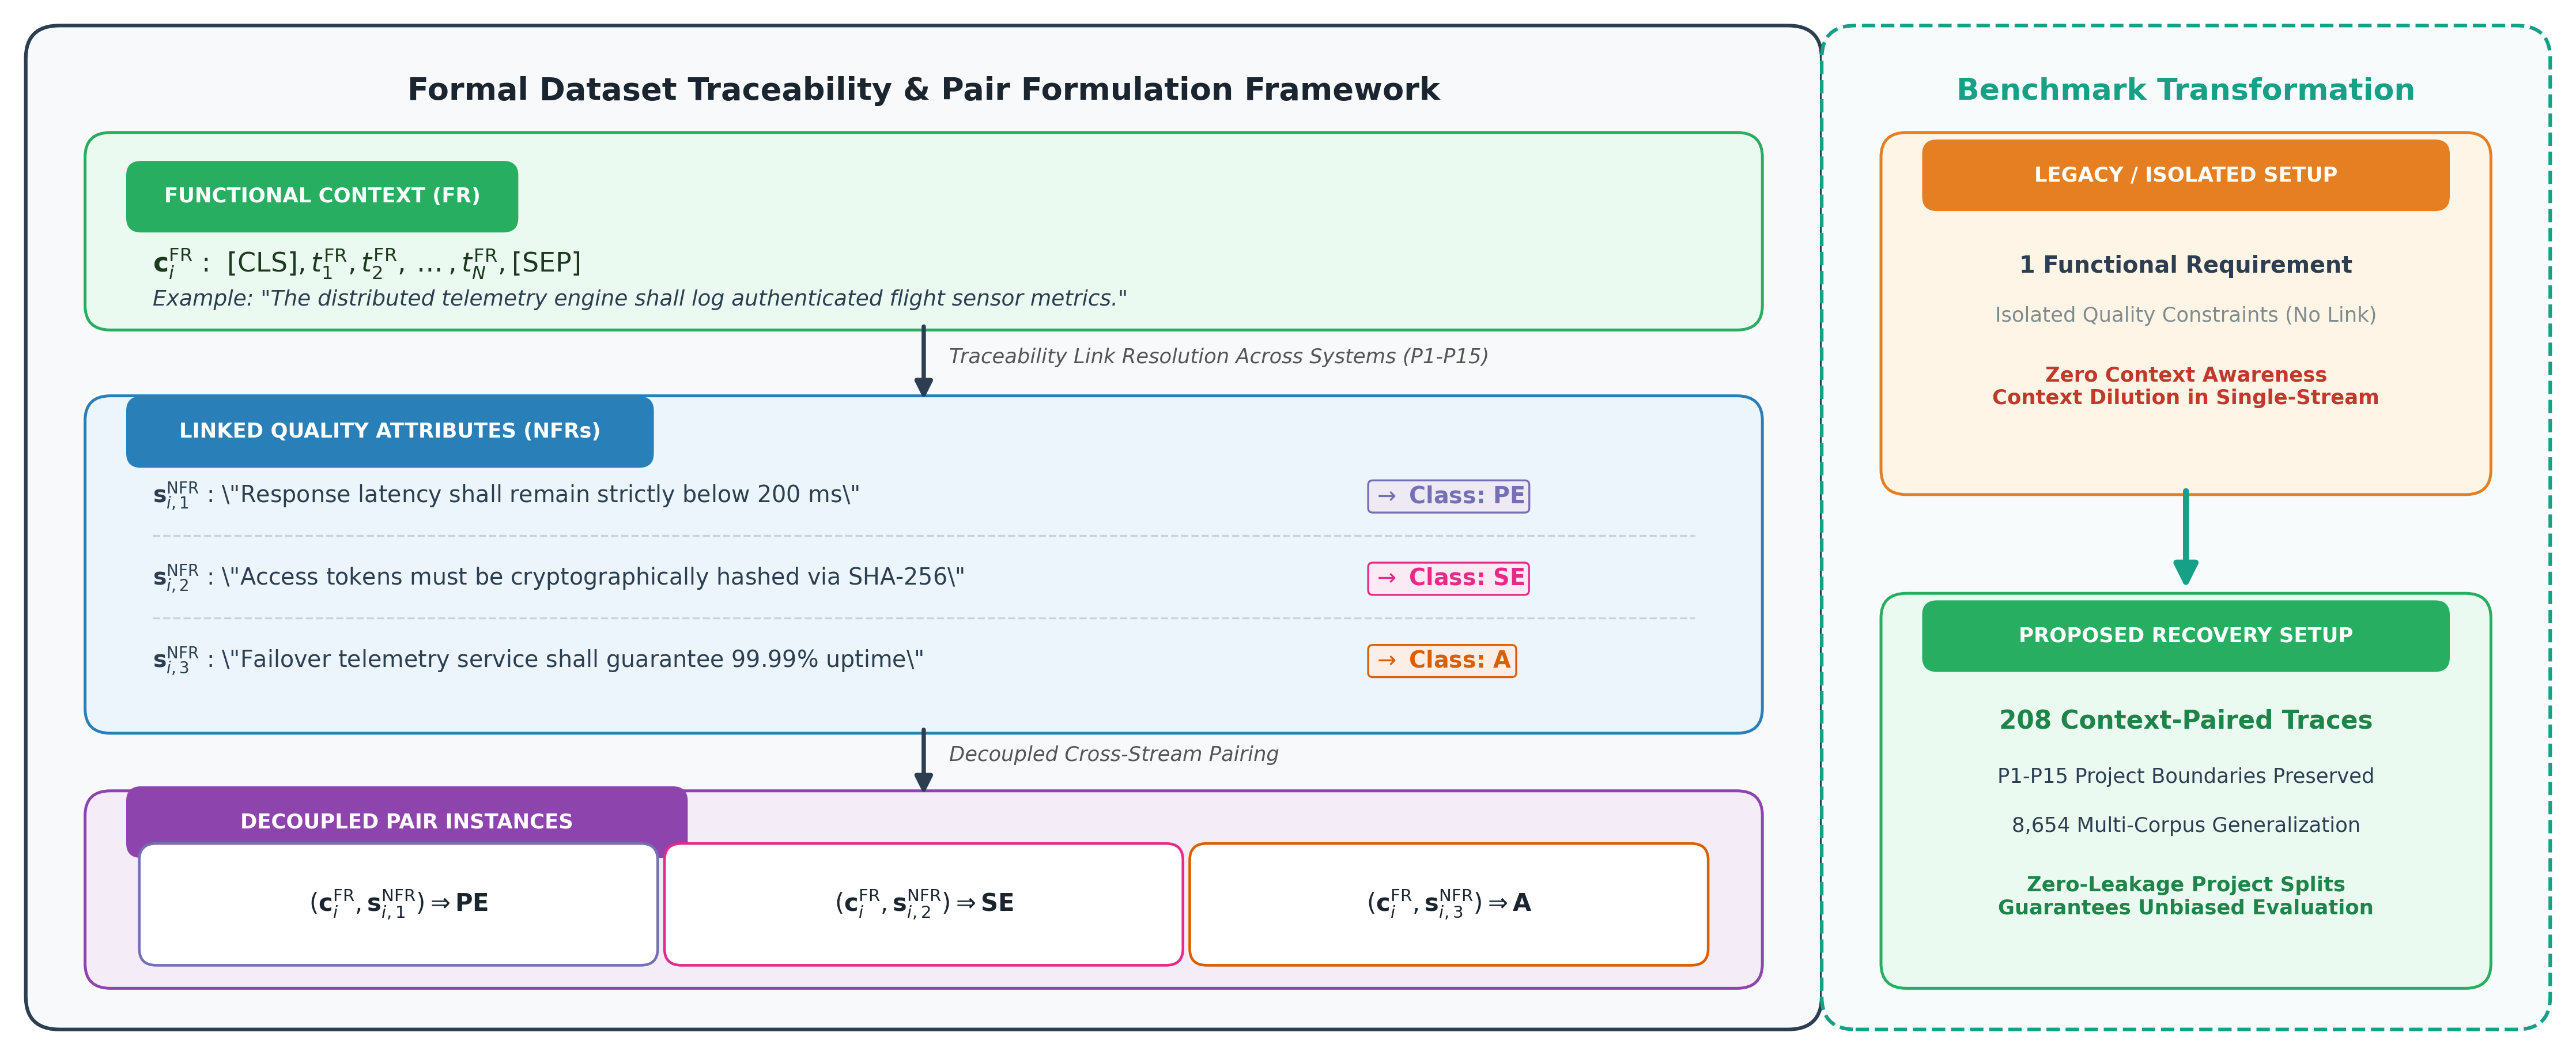 Formal Dataset Traceability & Pair Formulation Framework
FUNCTIONAL CONTEXT (FR)
c_i^FR : [CLS], t_1^FR, t_2^FR, …, t_N^FR, [SEP]
Example: "The distributed telemetry engine shall log authenticated flight sensor metrics."
Traceability Link Resolution Across Systems (P1-P15)
LINKED QUALITY ATTRIBUTES (NFRs)
s_{i,1}^NFR : \"Response latency shall remain strictly below 200 ms\" → Class: PE
s_{i,2}^NFR : \"Access tokens must be cryptographically hashed via SHA-256\" → Class: SE
s_{i,3}^NFR : \"Failover telemetry service shall guarantee 99.99% uptime\" → Class: A
Decoupled Cross-Stream Pairing
DECOUPLED PAIR INSTANCES
(c_i^FR, s_{i,1}^NFR) ⇒ PE
(c_i^FR, s_{i,2}^NFR) ⇒ SE
(c_i^FR, s_{i,3}^NFR) ⇒ A
Benchmark Transformation
LEGACY / ISOLATED SETUP
1 Functional Requirement
Isolated Quality Constraints (No Link)
Zero Context Awareness
Context Dilution in Single-Stream
PROPOSED RECOVERY SETUP
208 Context-Paired Traces
P1-P15 Project Boundaries Preserved
8,654 Multi-Corpus Generalization
Zero-Leakage Project Splits
Guarantees Unbiased Evaluation